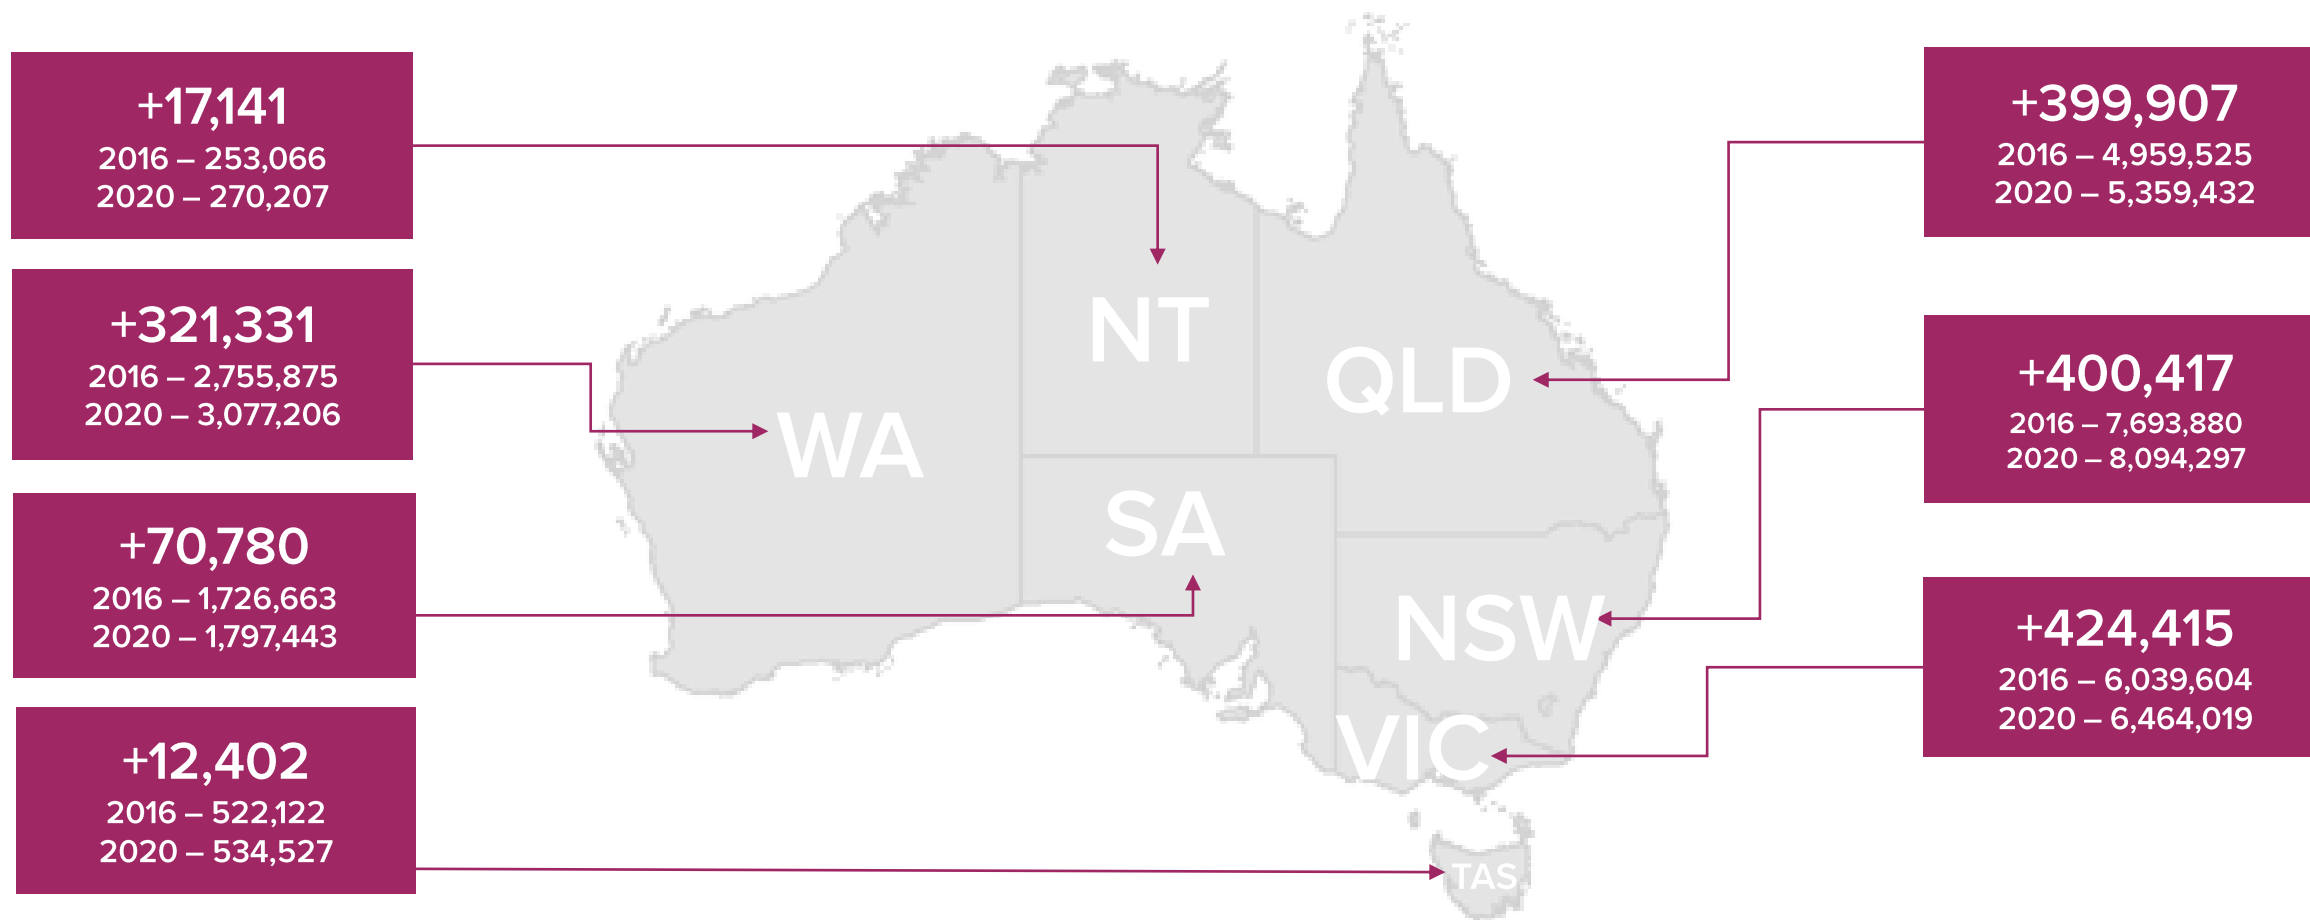 +17,141
2016 – 253,066
2020 – 270,207
+321,331
2016 – 2,755,875
2020 – 3,077,206
+70,780
2016 – 1,726,663
2020 – 1,797,443
+12,402
2016 – 522,122
2020 – 534,527
NT
WA
SA
QLD
NSW
VIC
TAS
+399,907
2016 – 4,959,525
2020 – 5,359,432
+400,417
2016 – 7,693,880
2020 – 8,094,297
+424,415
2016 – 6,039,604
2020 – 6,464,019